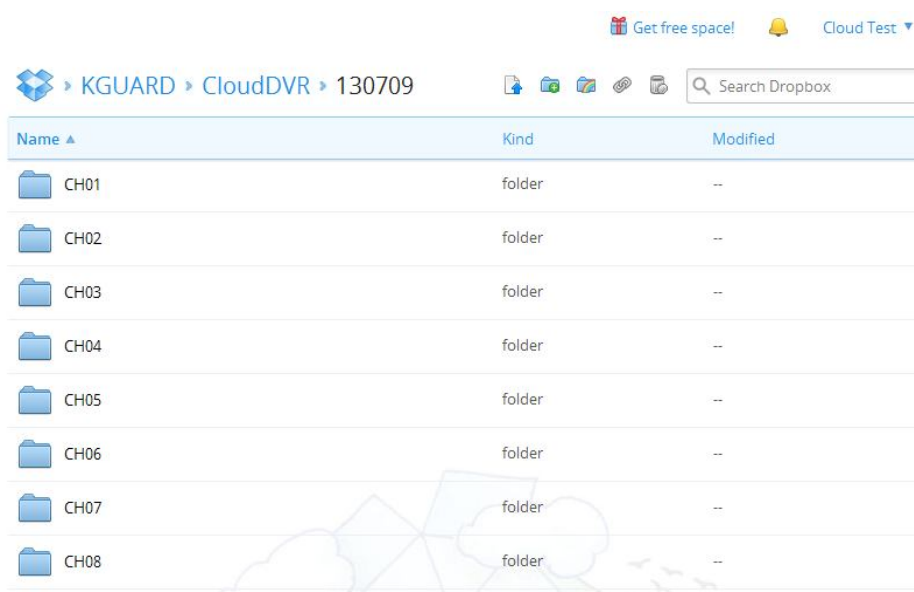 Get free space! Cloud Test
KGUARD CloudDVR 130709 Search Dropbox
Name Kind Modified
CH01 folder --
CH02 folder --
CH03 folder --
CH04 folder --
CH05 folder --
CH06 folder --
CH07 folder --
CH08 folder --